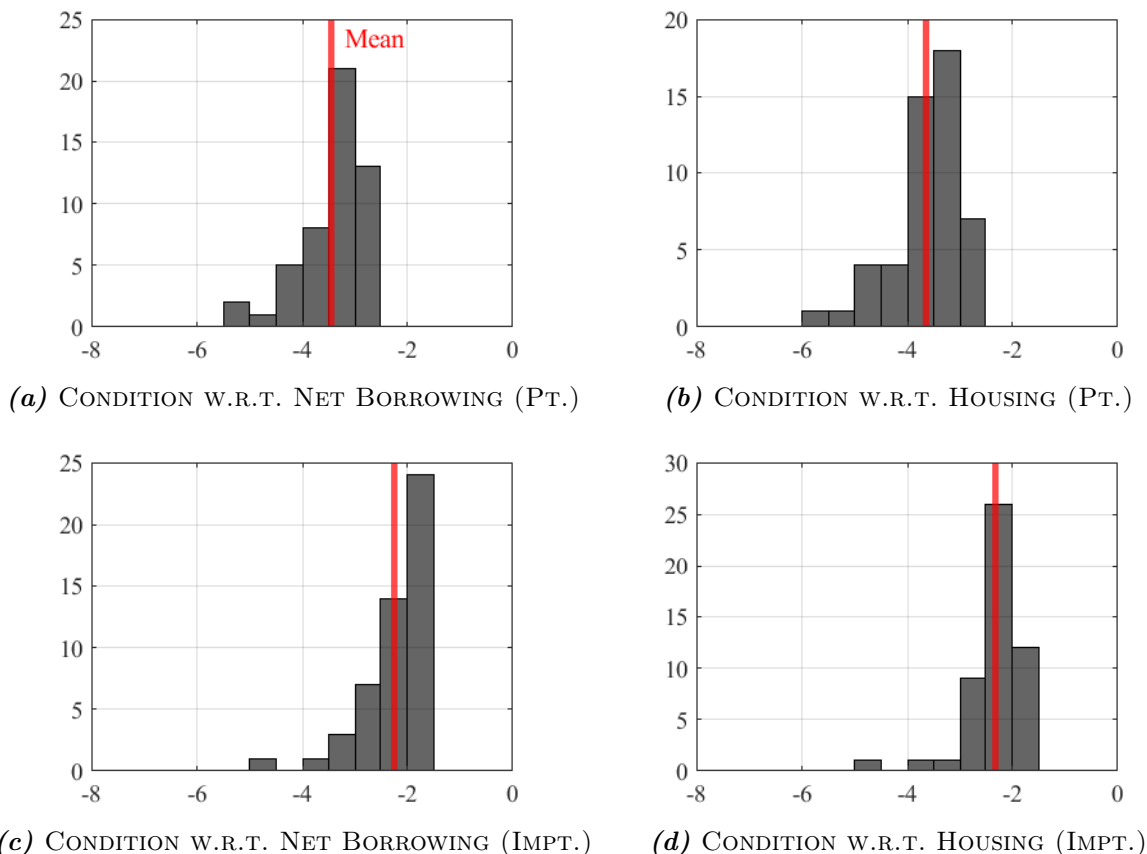 25
20
15
10
5
0
Mean
-8 -6 -4 -2 0
(a) CONDITION W.R.T. NET BORROWING (PT.)
20
15
10
5
0
-8 -6 -4 -2 0
(b) CONDITION W.R.T. HOUSING (PT.)
25
20
15
10
5
0
-8 -6 -4 -2 0
(c) CONDITION W.R.T. NET BORROWING (IMPT.)
30
25
20
15
10
5
0
-8 -6 -4 -2 0
(d) CONDITION W.R.T. HOUSING (IMPT.)